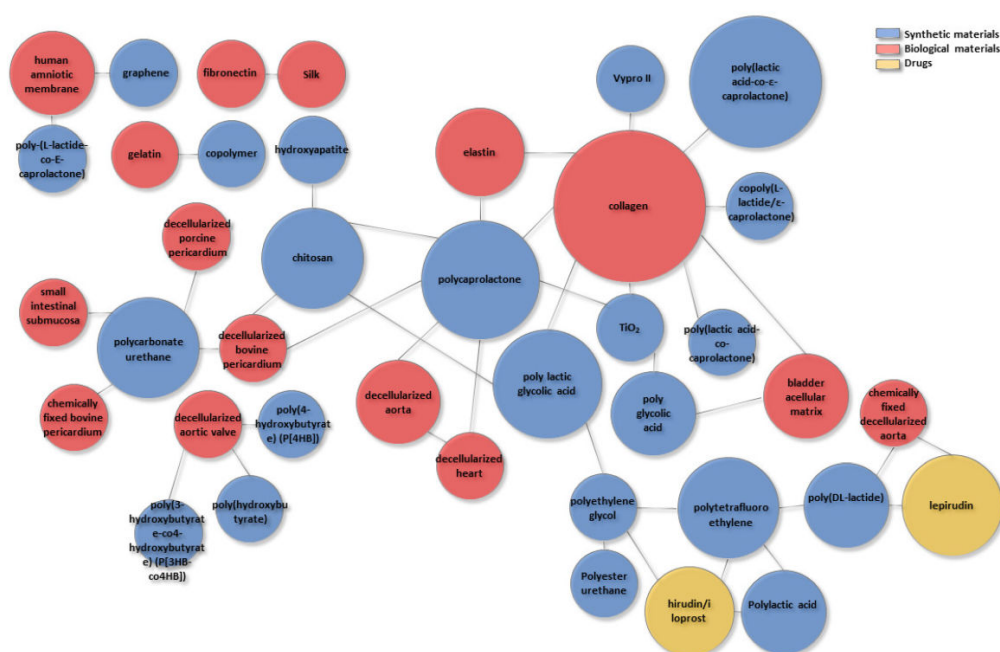 Synthetic materials
Biological materials
Drugs
human
amniotic
membrane
graphene
fibronectin
Silk
Vypro II
poly(lactic
acid-co-ε-
caprolactone)
poly-(L-lactide-
co-E-
caprolactone)
gelatin
copolymer
hydroxyapatite
elastin
collagen
copoly(L-
lactide/ε-
caprolactone)
decellularized
porcine
pericardium
chitosan
polycaprolactone
small
intestinal
submucosa
polycarbonate
urethane
decellularized
bovine
pericardium
TiO2
poly(lactic acid-
co-
caprolactone)
poly lactic
glycolic acid
chemically
fixed bovine
pericardium
decellularized
aortic valve
poly(4-
hydroxybutyrat
e) (P[4HB])
decellularized
aorta
decellularized
heart
poly
glycolic
acid
bladder
acellular
matrix
chemically
fixed
decellularized
aorta
poly(3-
hydroxybutyrat
e-co4-
hydroxybutyrat
e) (P[3HB-
co4HB])
poly(hydroxybu
tyrate)
polyethylene
glycol
polytetrafluoro
ethylene
poly(DL-lactide)
lepirudin
Polyester
urethane
hirudin/i
loprost
Polylactic acid